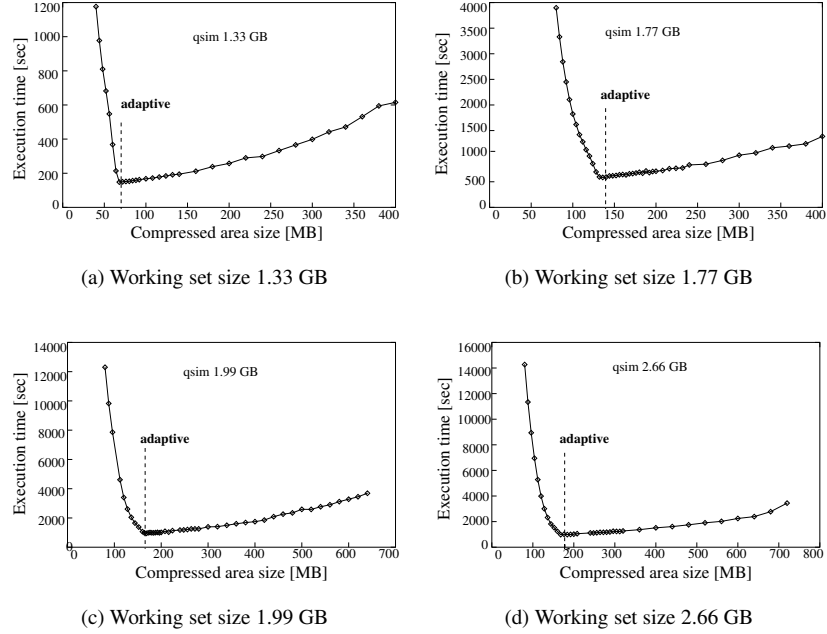 1200
1000
800
600
400
200
0
0 50 100 150 200 250 300 350 400
Execution time [sec]
Compressed area size [MB]
qsim 1.33 GB
adaptive
(a) Working set size 1.33 GB
4000
3500
3000
2500
2000
1500
1000
500
0
0 50 100 150 200 250 300 350 400
Execution time [sec]
Compressed area size [MB]
qsim 1.77 GB
adaptive
(b) Working set size 1.77 GB
14000
12000
10000
8000
6000
4000
2000
0
0 100 200 300 400 500 600 700
Execution time [sec]
Compressed area size [MB]
qsim 1.99 GB
adaptive
(c) Working set size 1.99 GB
16000
14000
12000
10000
8000
6000
4000
2000
0
0 100 200 300 400 500 600 700 800
Execution time [sec]
Compressed area size [MB]
qsim 2.66 GB
adaptive
(d) Working set size 2.66 GB